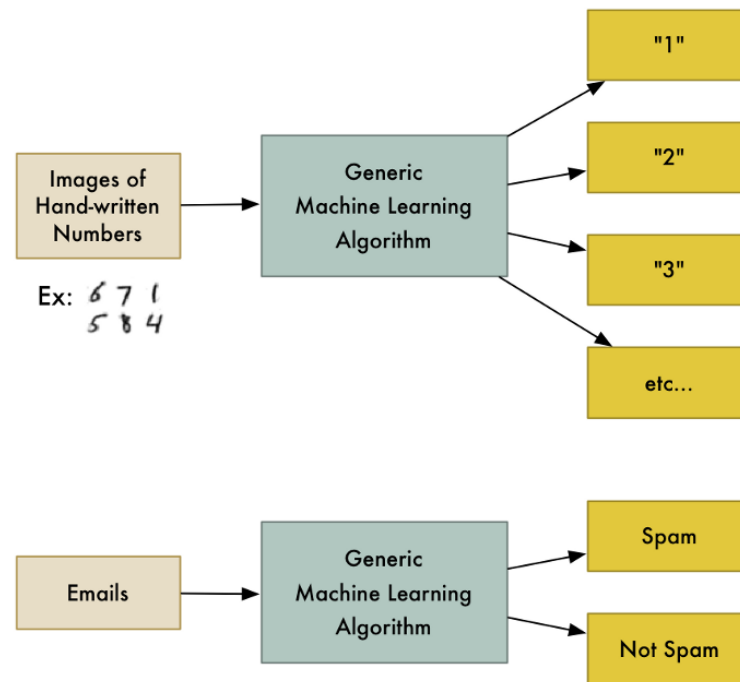 "1"
"2"
Images of
Hand-written
Numbers
Generic
Machine Learning
Algorithm
"3"
Ex: 6 7 1
5 8 4
etc...
Emails
Generic
Machine Learning
Algorithm
Spam
Not Spam